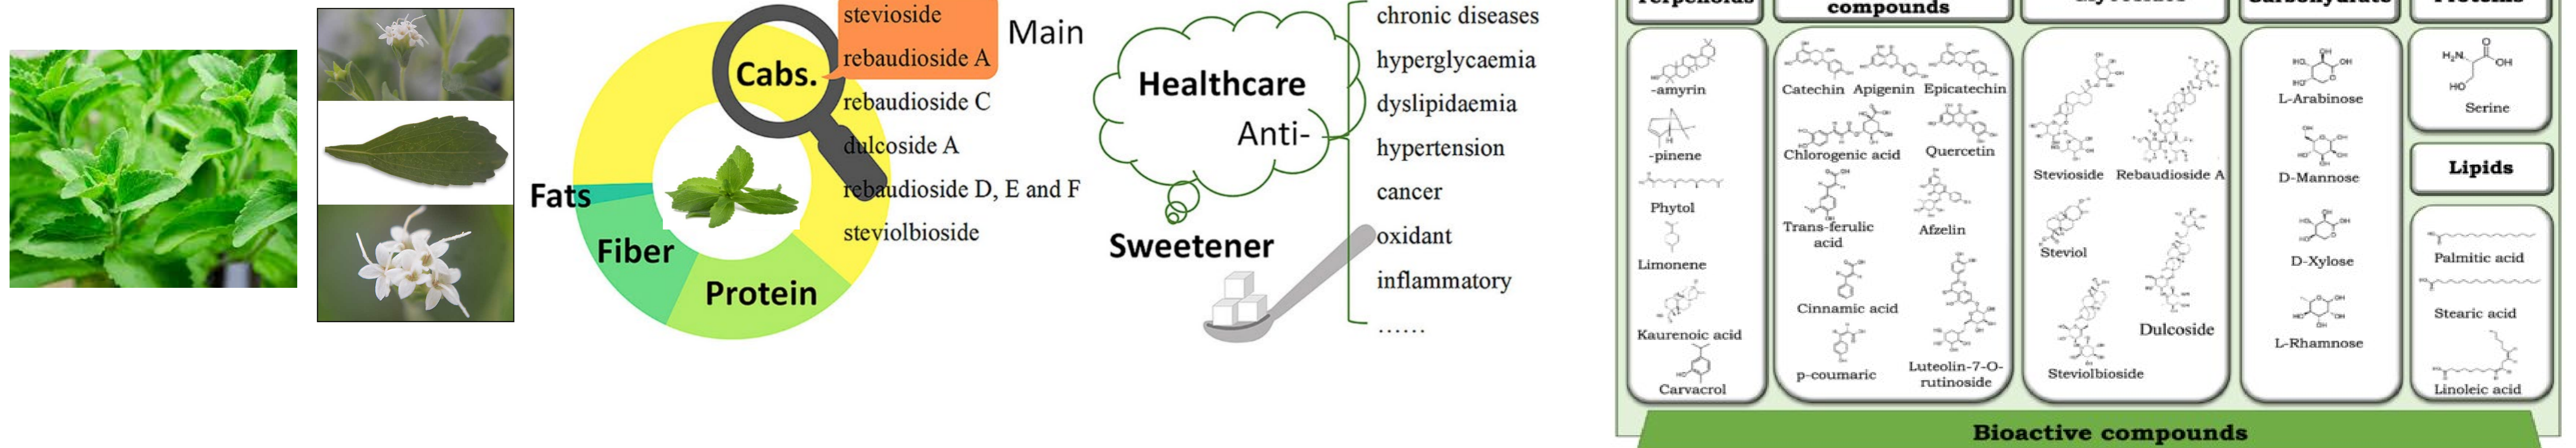 stevioside
rebaudioside A
Main
Cabs.
rebaudioside C
dulcoside A
rebaudioside D, E and F
steviolbioside
Fats
Fiber
Protein
Healthcare
Anti-
Sweetener
chronic diseases
hyperglycaemia
dyslipidaemia
hypertension
cancer
oxidant
inflammatory
......
Terpenoids
-amyrin
-pinene
Phytol
Limonene
Kaurenoic acid
Carvacrol
compounds
Catechin Apigenin Epicatechin
Chlorogenic acid
Quercetin
Trans-ferulic
acid
Afzelin
Cinnamic acid
p-coumaric
Luteolin-7-O-
rutinoside
Stevioside Rebaudioside A
Steviol
Dulcoside
Steviolbioside
Carbohydrate
L-Arabinose
D-Mannose
D-Xylose
L-Rhamnose
Serine
Lipids
Palmitic acid
Stearic acid
Linoleic acid
Bioactive compounds